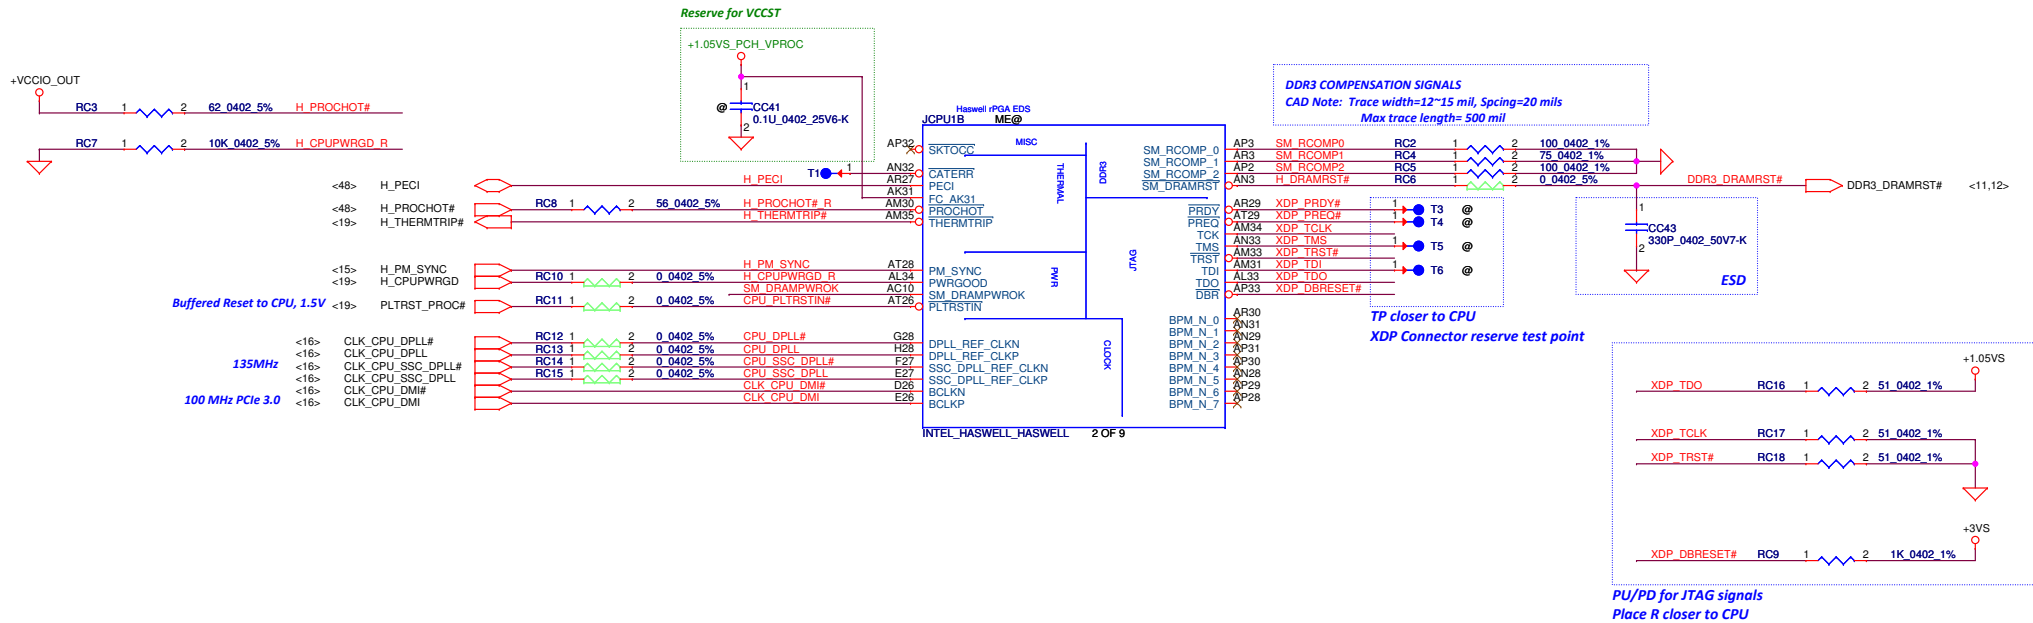 Reserve for VCCST
+1.05VS_PCH_VPROC
1
@ CC41
0.1U_0402_25V6-K
2
+VCCIO_OUT
RC3 1 2 62_0402_5% H_PROCHOT#
RC7 1 2 10K_0402_5% H_CPUPWRGD_R
Haswell rPGA EDS
JCPU1B ME@
DDR3 COMPENSATION SIGNALS
CAD Note: Trace width=12~15 mil, Spcing=20 mils
Max trace length= 500 mil
MISC
THERMAL
PWR
CLOCK
DDR3
JTAG
AP32 SKTOCC
T1 1 AN32 CATERR
<48> H_PECI H_PECI AR27 PECI
AK31 FC_AK31
<48> H_PROCHOT# RC8 1 2 56_0402_5% H_PROCHOT#_R AM30 PROCHOT
<19> H_THERMTRIP# H_THERMTRIP# AM35 THERMTRIP
<15> H_PM_SYNC H_PM_SYNC AT28 PM_SYNC
<19> H_CPUPWRGD RC10 1 2 0_0402_5% H_CPUPWRGD_R AL34 PWRGOOD
SM_DRAMPWROK AC10 SM_DRAMPWROK
Buffered Reset to CPU, 1.5V <19> PLTRST_PROC# RC11 1 2 0_0402_5% CPU_PLTRSTIN# AT26 PLTRSTIN
<16> CLK_CPU_DPLL# RC12 1 2 0_0402_5% CPU_DPLL# G28 DPLL_REF_CLKN
<16> CLK_CPU_DPLL RC13 1 2 0_0402_5% CPU_DPLL H28 DPLL_REF_CLKP
135MHz
<16> CLK_CPU_SSC_DPLL# RC14 1 2 0_0402_5% CPU_SSC_DPLL# F27 SSC_DPLL_REF_CLKN
<16> CLK_CPU_SSC_DPLL RC15 1 2 0_0402_5% CPU_SSC_DPLL E27 SSC_DPLL_REF_CLKP
<16> CLK_CPU_DMI# CLK_CPU_DMI# D26 BCLKN
100 MHz PCIe 3.0 <16> CLK_CPU_DMI CLK_CPU_DMI E26 BCLKP
INTEL_HASWELL_HASWELL 2 OF 9
SM_RCOMP_0 AP3 SM_RCOMP0 RC2 1 2 100_0402_1%
SM_RCOMP_1 AR3 SM_RCOMP1 RC4 1 2 75_0402_1%
SM_RCOMP_2 AP2 SM_RCOMP2 RC5 1 2 100_0402_1%
SM_DRAMRST AN3 H_DRAMRST# RC6 1 2 0_0402_5% DDR3_DRAMRST# DDR3_DRAMRST# <11,12>
PRDY AR29 XDP_PRDY# 1 T3 @
PREQ AT29 XDP_PREQ# 1 T4 @
TCK AM34 XDP_TCLK
TMS AN33 XDP_TMS 1 T5 @
TRST AM33 XDP_TRST#
TDI AM31 XDP_TDI 1 T6 @
TDO AL33 XDP_TDO
DBR AP33 XDP_DBRESET#
BPM_N_0 AR30
BPM_N_1 AN31
BPM_N_2 AN29
BPM_N_3 AP31
BPM_N_4 AP30
BPM_N_5 AN28
BPM_N_6 AP29
BPM_N_7 AP28
1
CC43
330P_0402_50V7-K
2
ESD
TP closer to CPU
XDP Connector reserve test point
+1.05VS
XDP_TDO RC16 1 2 51_0402_1%
XDP_TCLK RC17 1 2 51_0402_1%
XDP_TRST# RC18 1 2 51_0402_1%
+3VS
XDP_DBRESET# RC9 1 2 1K_0402_1%
PU/PD for JTAG signals
Place R closer to CPU